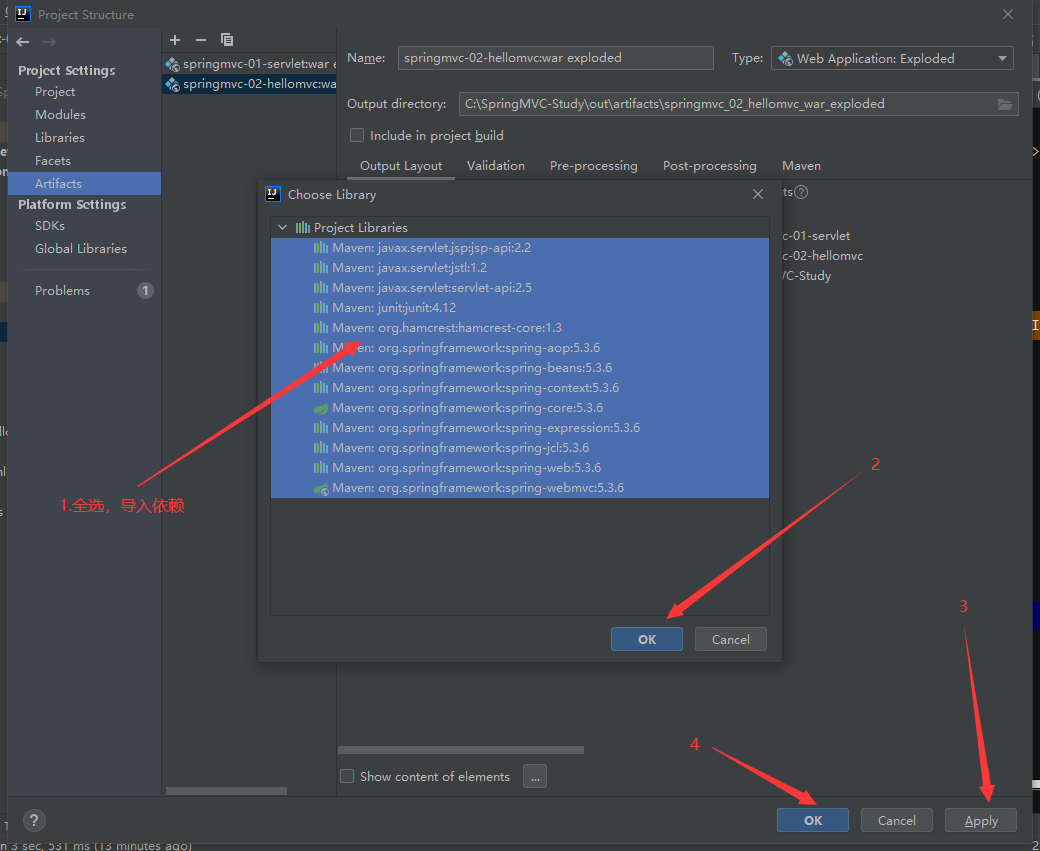 Project Structure
Project Settings
Project
Modules
Libraries
Facets
Artifacts
Platform Settings
SDKs
Global Libraries
Problems
1
springmvc-01-servlet:war e
springmvc-02-hellomvc:wa
Name: springmvc-02-hellomvc:war exploded
Type: Web Application: Exploded
Output directory: C:\SpringMVC-Study\out\artifacts\springmvc_02_hellomvc_war_exploded
Include in project build
Output Layout Validation Pre-processing Post-processing Maven
ts?
c-01-servlet
c-02-hellomvc
VC-Study
Choose Library
Project Libraries
Maven: javax.servlet.jsp:jsp-api:2.2
Maven: javax.servlet:jstl:1.2
Maven: javax.servlet:servlet-api:2.5
Maven: junit:junit:4.12
Maven: org.hamcrest:hamcrest-core:1.3
Maven: org.springframework:spring-aop:5.3.6
Maven: org.springframework:spring-beans:5.3.6
Maven: org.springframework:spring-context:5.3.6
Maven: org.springframework:spring-core:5.3.6
Maven: org.springframework:spring-expression:5.3.6
Maven: org.springframework:spring-jcl:5.3.6
Maven: org.springframework:spring-web:5.3.6
Maven: org.springframework:spring-webmvc:5.3.6
1.全选，导入依赖
2
OK Cancel
3
4
Show content of elements ...
? OK Cancel Apply
n 3 sec, 531 ms (13 minutes ago)